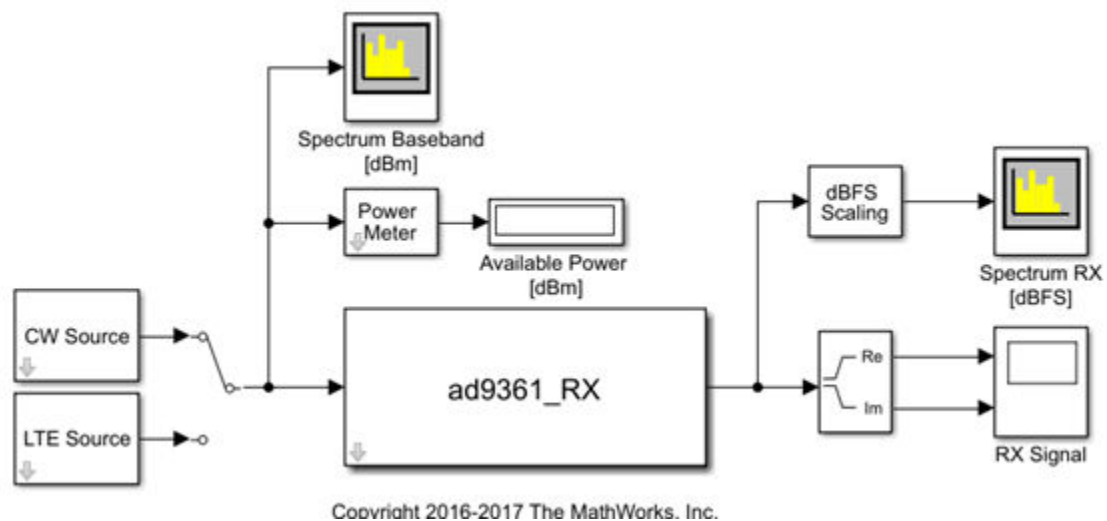 Spectrum Baseband
[dBm]
Power
Meter
Available Power
[dBm]
dBFS
Scaling
Spectrum RX
[dBFS]
CW Source
LTE Source
ad9361_RX
Re
Im
RX Signal
Copyright 2016-2017 The MathWorks, Inc.